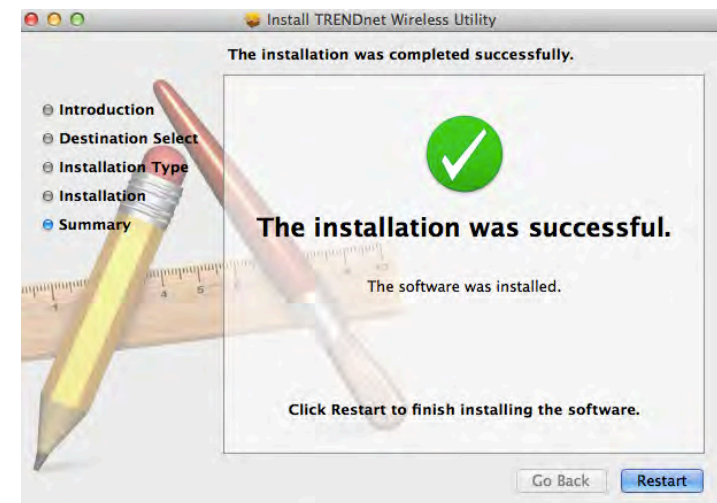 Install TRENDnet Wireless Utility
The installation was completed successfully.
Introduction
Destination Select
Installation Type
Installation
Summary
The installation was successful.
The software was installed.
Click Restart to finish installing the software.
Go Back
Restart